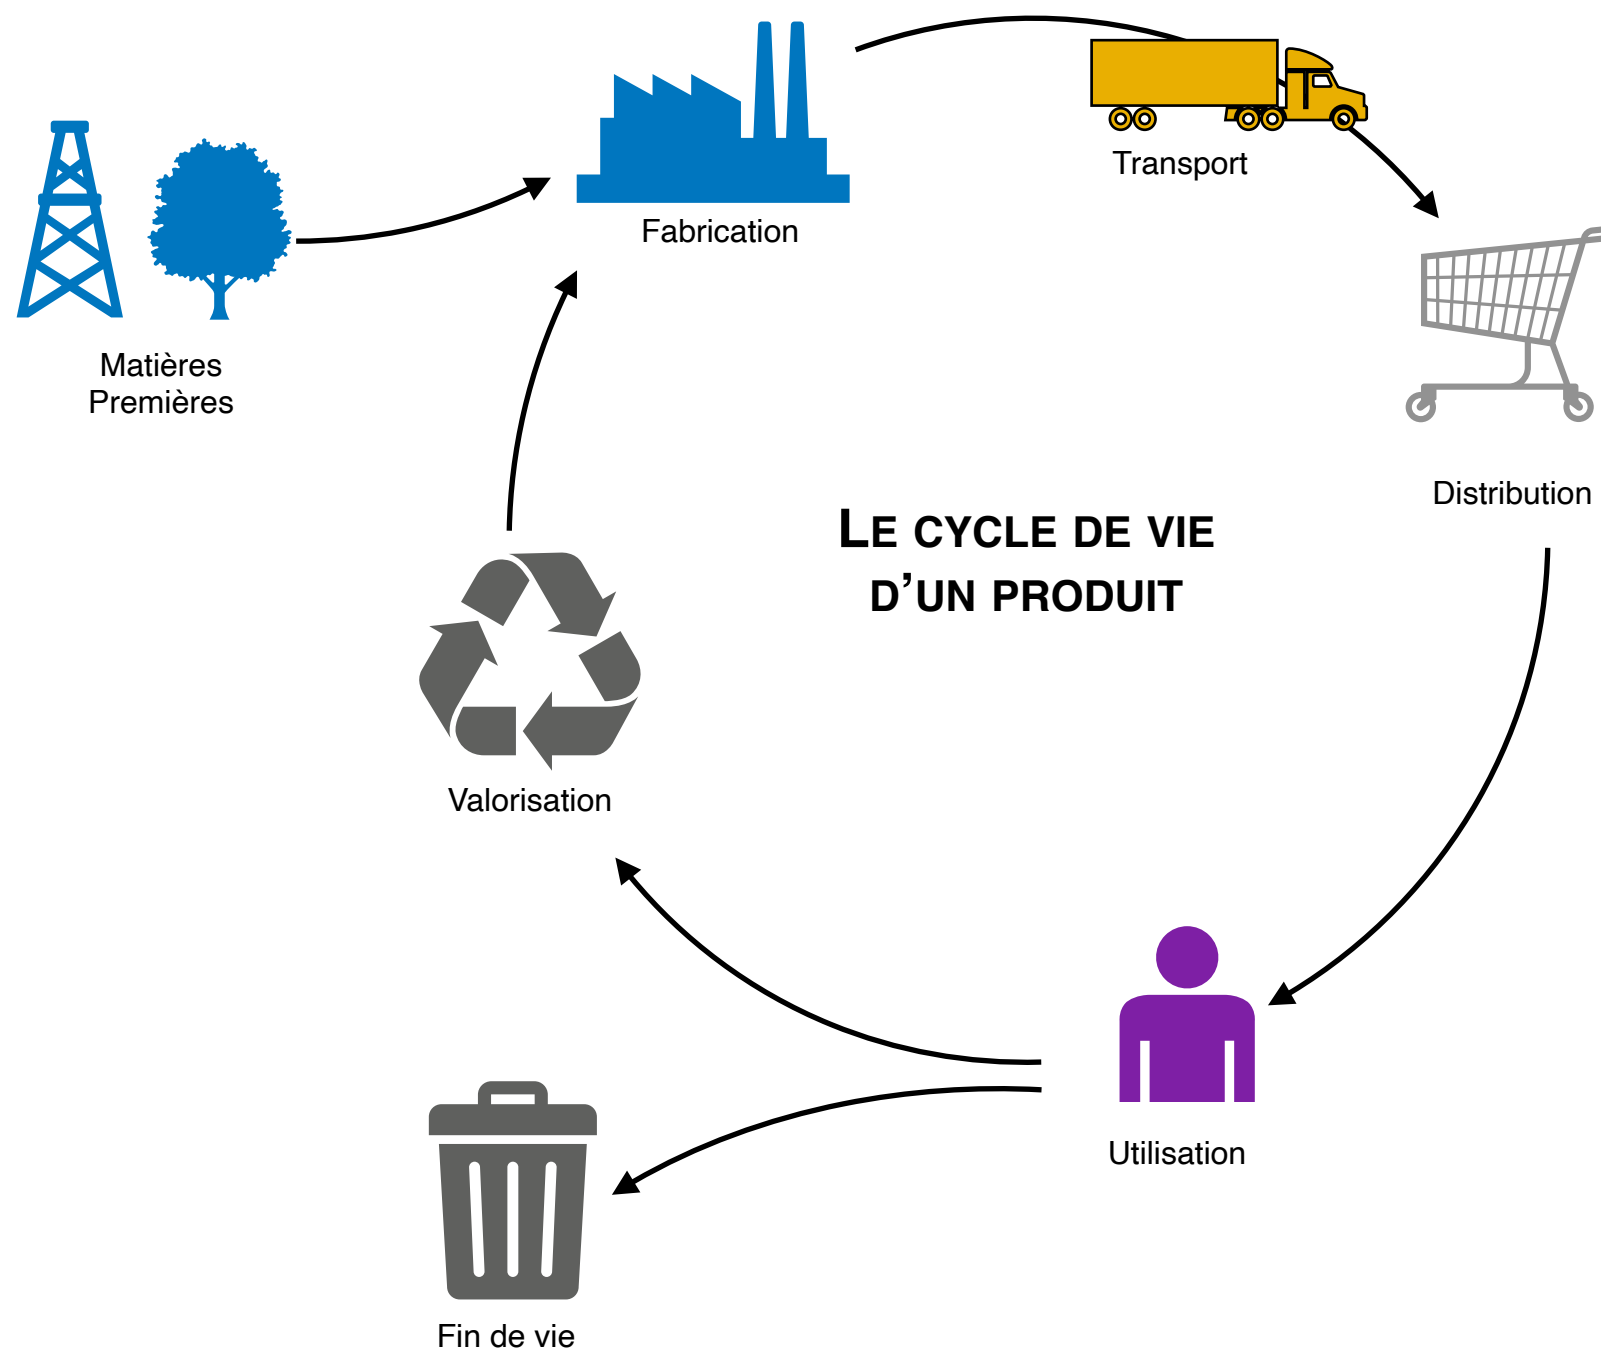 Transport
Fabrication
Matières
Premières
Distribution
LE CYCLE DE VIE
D’UN PRODUIT
Valorisation
Utilisation
Fin de vie